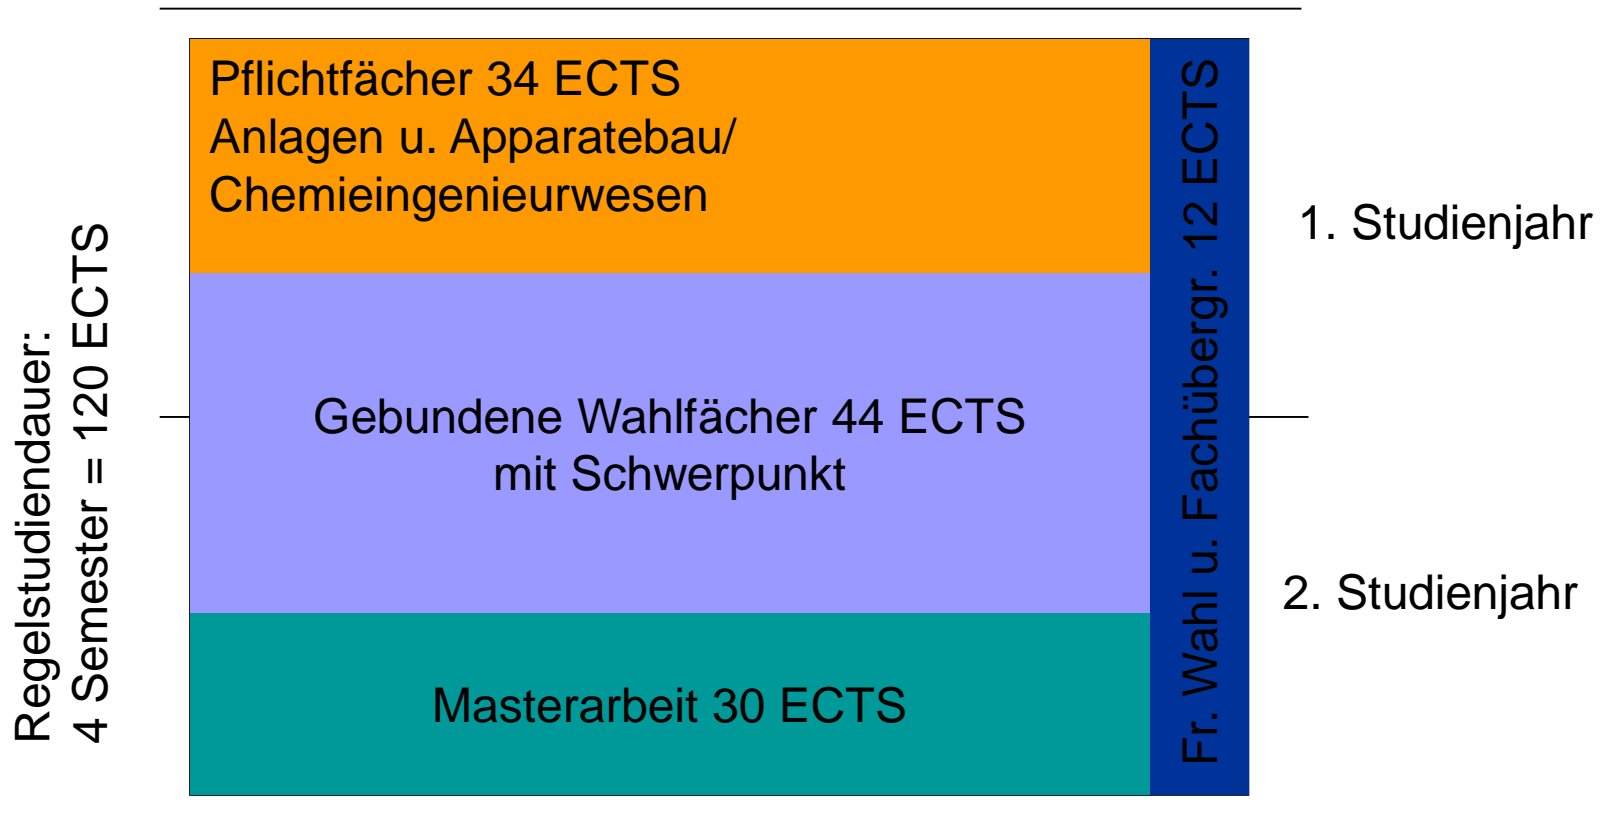 Regelstudiendauer:
4 Semester = 120 ECTS
Pflichtfächer 34 ECTS
Anlagen u. Apparatebau/
Chemieingenieurwesen
Gebundene Wahlfächer 44 ECTS
mit Schwerpunkt
Masterarbeit 30 ECTS
Fr. Wahl u. Fachübergr. 12 ECTS
1. Studienjahr
2. Studienjahr